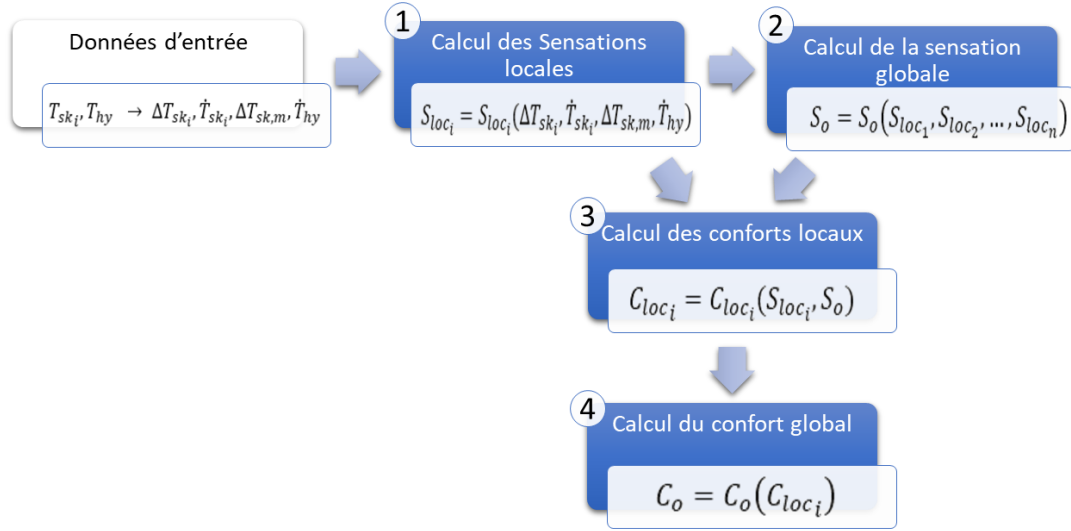 Données d'entrée
T_{sk_i}, T_{hy} → ΔT_{sk_i}, Ṫ_{sk_i}, ΔT_{sk,m}, Ṫ_{hy}
1
Calcul des Sensations
locales
S_{loc_i} = S_{loc_i}(ΔT_{sk_i}, Ṫ_{sk_i}, ΔT_{sk,m}, Ṫ_{hy})
2
Calcul de la sensation
globale
S_o = S_o(S_{loc_1}, S_{loc_2}, ..., S_{loc_n})
3
Calcul des conforts locaux
C_{loc_i} = C_{loc_i}(S_{loc_i}, S_o)
4
Calcul du confort global
C_o = C_o(C_{loc_i})